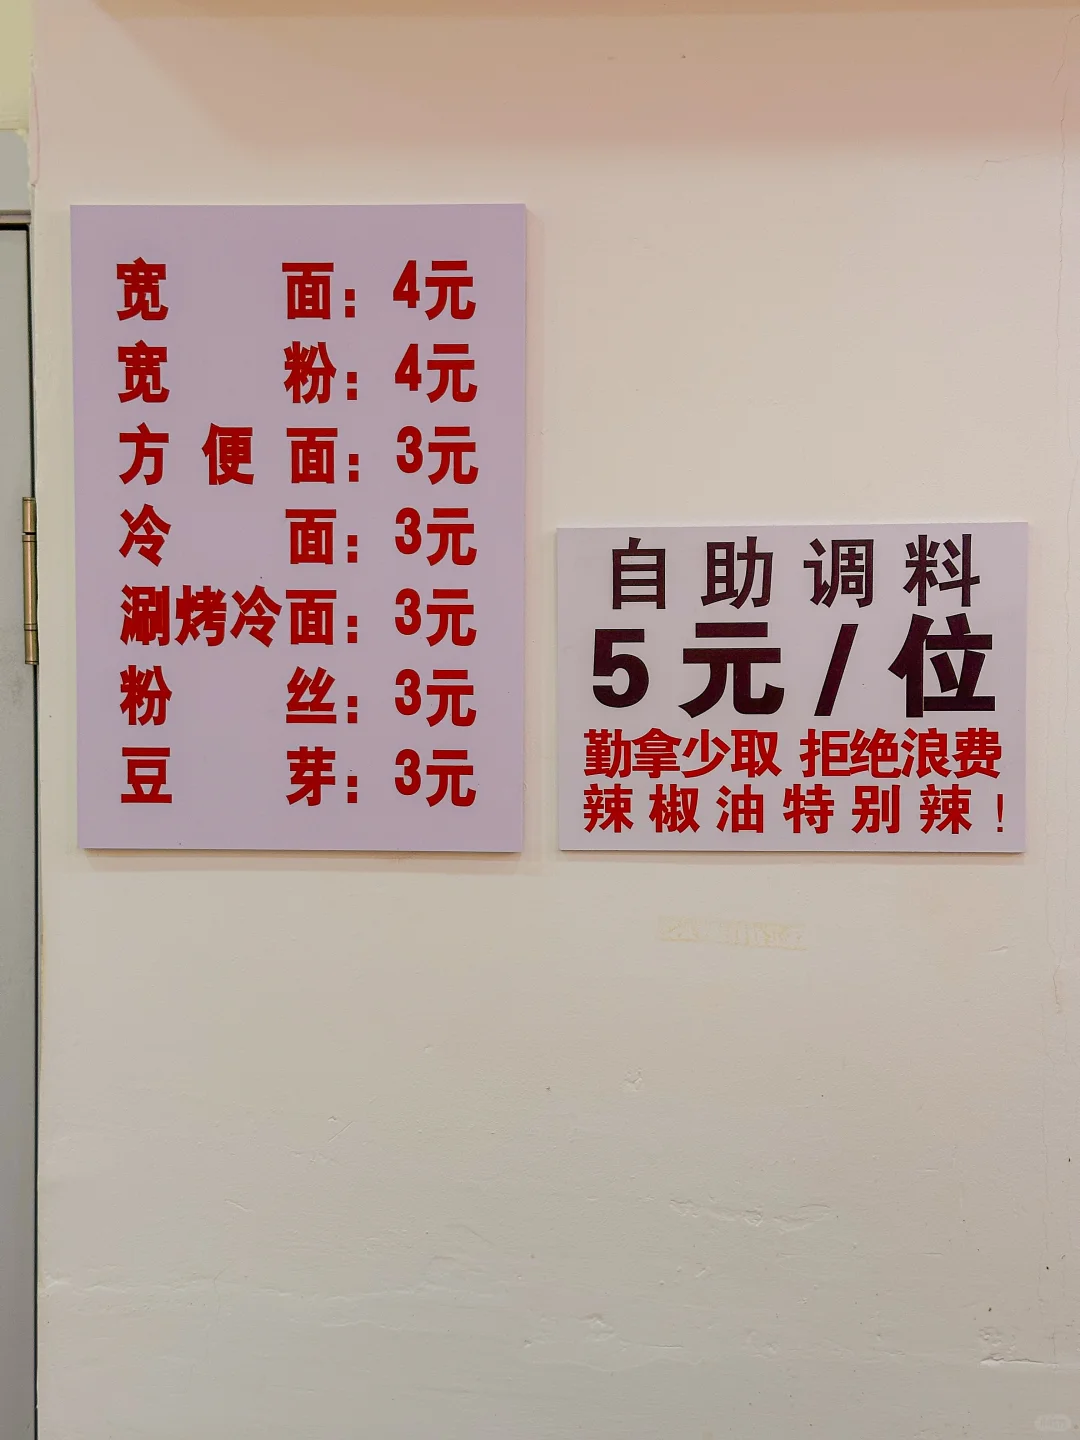 宽面：4元
宽粉：4元
方便面：3元
冷面：3元
涮烤冷面：3元
粉丝：3元
豆芽：3元
自助调料
5元/位
勤拿少取 拒绝浪费
辣椒油特别辣！